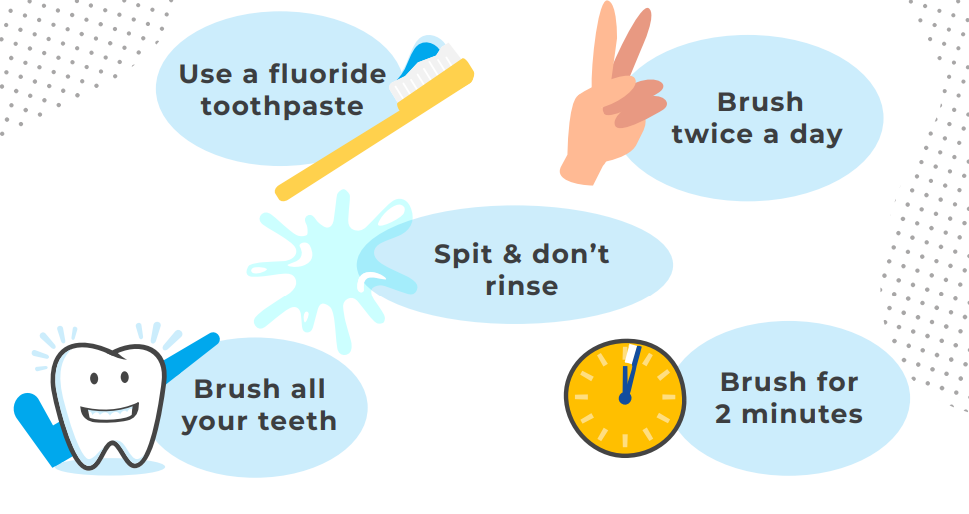 Use a fluoride
toothpaste
Brush
twice a day
Spit & don’t
rinse
Brush all
your teeth
Brush for
2 minutes